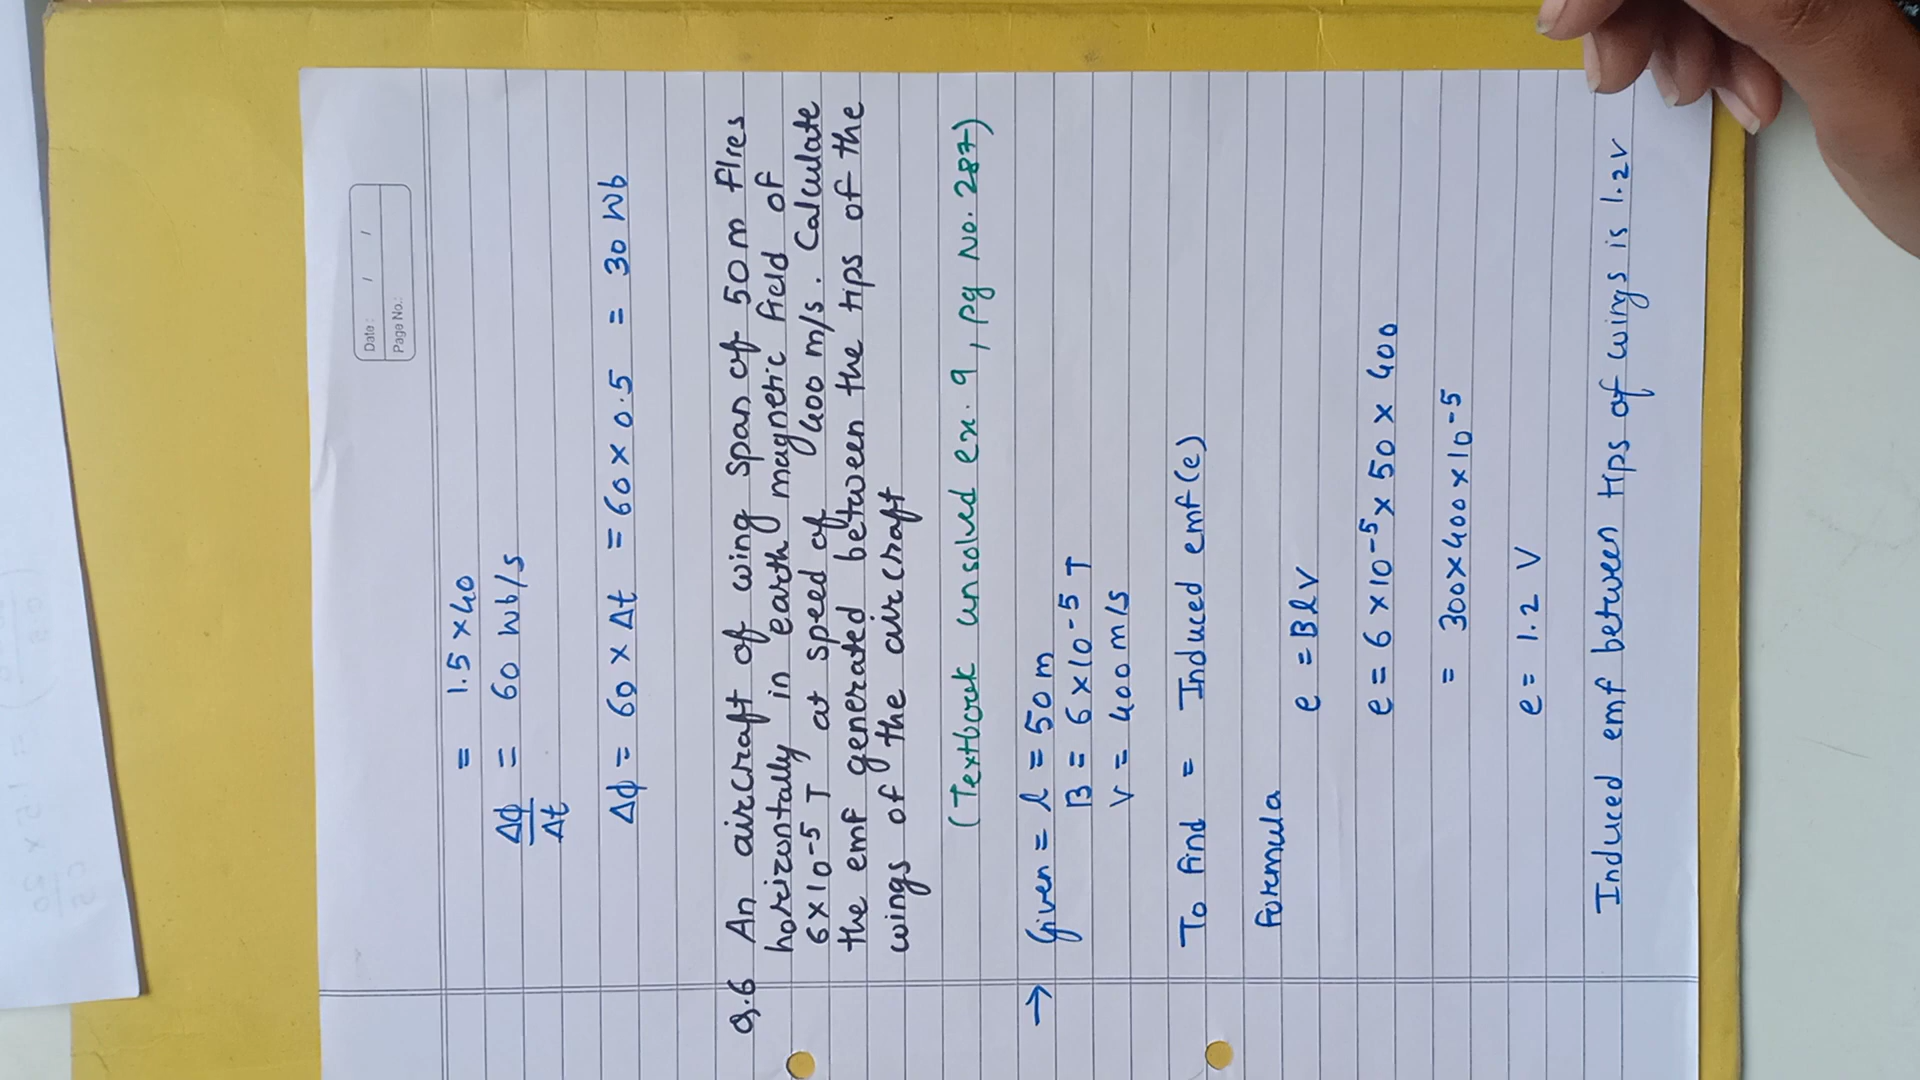 Date: / /
Page No.:
= 1.5 × 40
Δφ/Δt = 60 Wb/s
Δφ = 60 × Δt = 60 × 0.5 = 30 Wb
Q.6 An aircraft of wing span of 50 m flies
horizontally in earth magnetic field of
6×10⁻⁵ T at speed of 400 m/s. Calculate
the emf generated between the tips of the
wings of the aircraft
(Textbook unsolved ex. 9, pg No. 287)
→ Given = l = 50 m
B = 6 × 10⁻⁵ T
V = 400 m/s
To find = Induced emf (e)
Formula
e = Blv
e = 6 × 10⁻⁵ × 50 × 400
= 300 × 400 × 10⁻⁵
e = 1.2 V
Induced emf between tips of wings is 1.2V